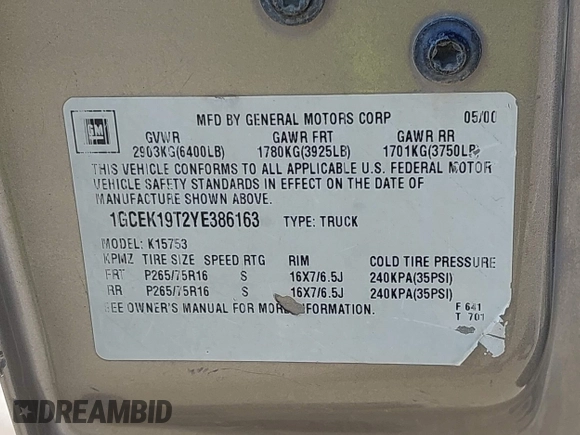 GM
MFD BY GENERAL MOTORS CORP 05/00
GVWR GAWR FRT GAWR RR
2903KG(6400LB) 1780KG(3925LB) 1701KG(3750LB
THIS VEHICLE CONFORMS TO ALL APPLICABLE U.S. FEDERAL MOTOR
VEHICLE SAFETY STANDARDS IN EFFECT ON THE DATE OF
MANUFACTURE SHOWN ABOVE.
1GCEK19T2YE386163 TYPE: TRUCK
MODEL: K15753
KPMZ TIRE SIZE SPEED RTG RIM COLD TIRE PRESSURE
FRT P265/75R16 S 16X7/6.5J 240KPA(35PSI)
RR P265/75R16 S 16X7/6.5J 240KPA(35PSI)
SEE OWNER'S MANUAL FOR MORE INFORMATION.
F 641
T 701
DREAMBID